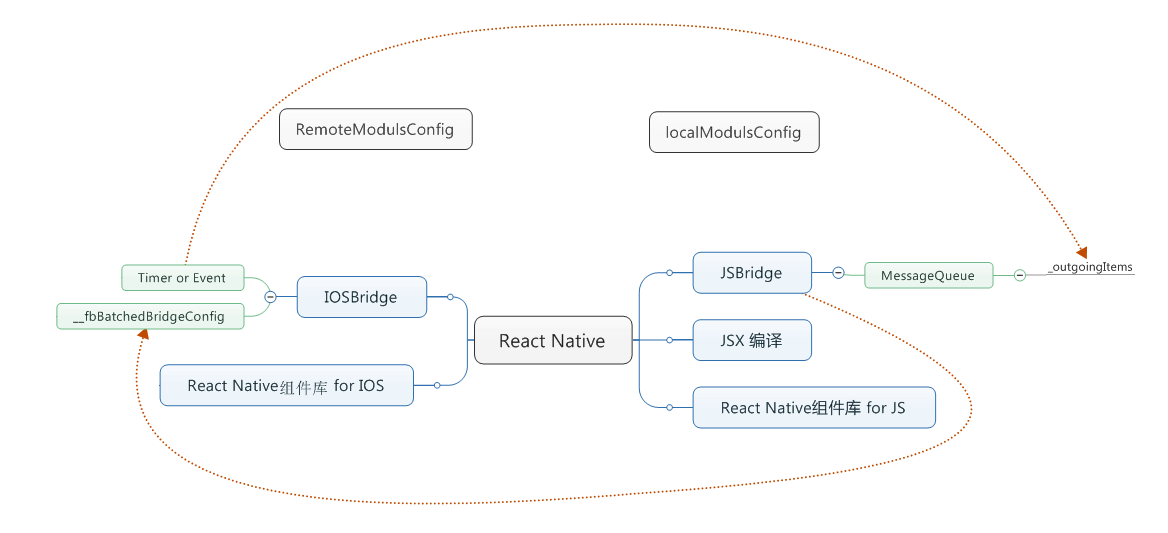 RemoteModulsConfig
localModulsConfig
Timer or Event
__fbBatchedBridgeConfig
IOSBridge
React Native组件库 for IOS
React Native
JSBridge
MessageQueue
_outgoingItems
JSX 编译
React Native组件库 for JS